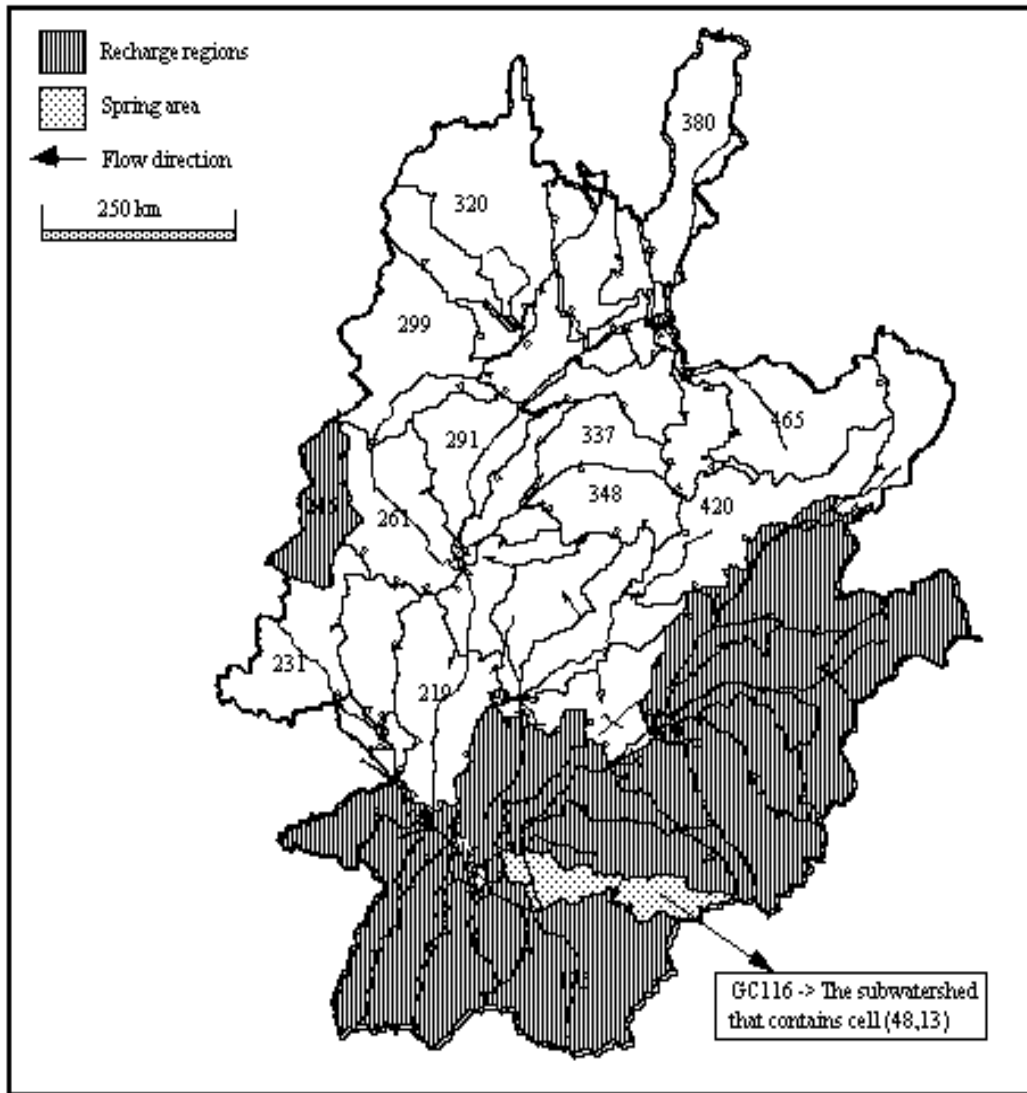 Recharge regions
Spring area
Flow direction
250 km
380
320
299
465
291
337
348
420
261
231
219
GC116 -> The subwatershed
that contains cell (48,13)